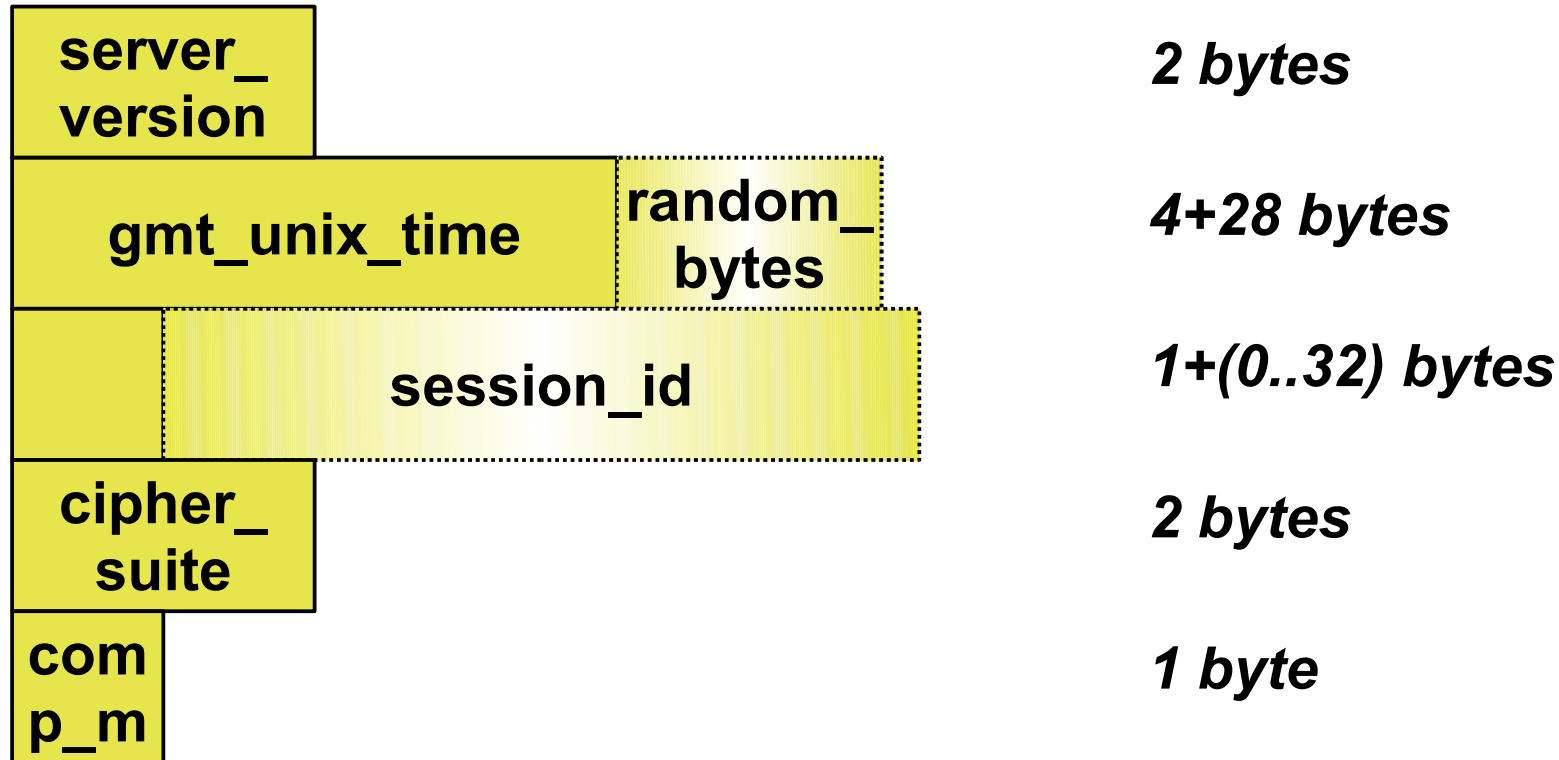 server_
version
2 bytes
gmt_unix_time
random_
bytes
4+28 bytes
session_id
1+(0..32) bytes
cipher_
suite
2 bytes
com
p_m
1 byte